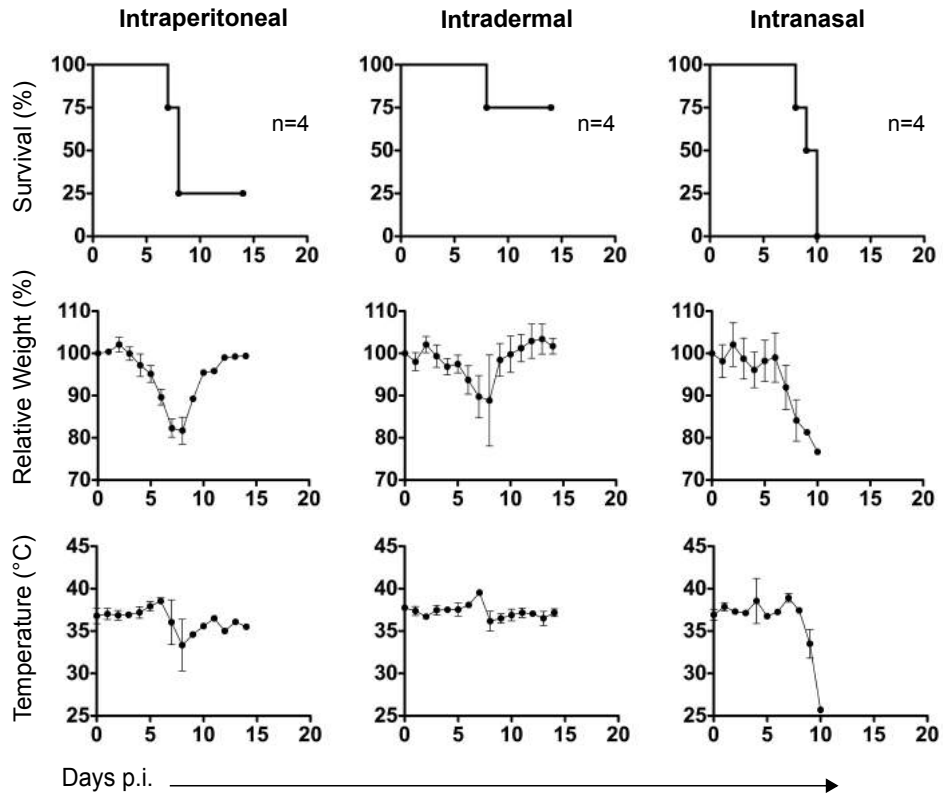 Intraperitoneal Intradermal Intranasal
Survival (%)
100 100 100
75 75 75
n=4 n=4 n=4
50 50 50
25 25 25
0 0 0
0 5 10 15 20 0 5 10 15 20 0 5 10 15 20
Relative Weight (%)
110 110 110
100 100 100
90 90 90
80 80 80
70 70 70
0 5 10 15 20 0 5 10 15 20 0 5 10 15 20
Temperature (°C)
45 45 45
40 40 40
35 35 35
30 30 30
25 25 25
0 5 10 15 20 0 5 10 15 20 0 5 10 15 20
Days p.i.